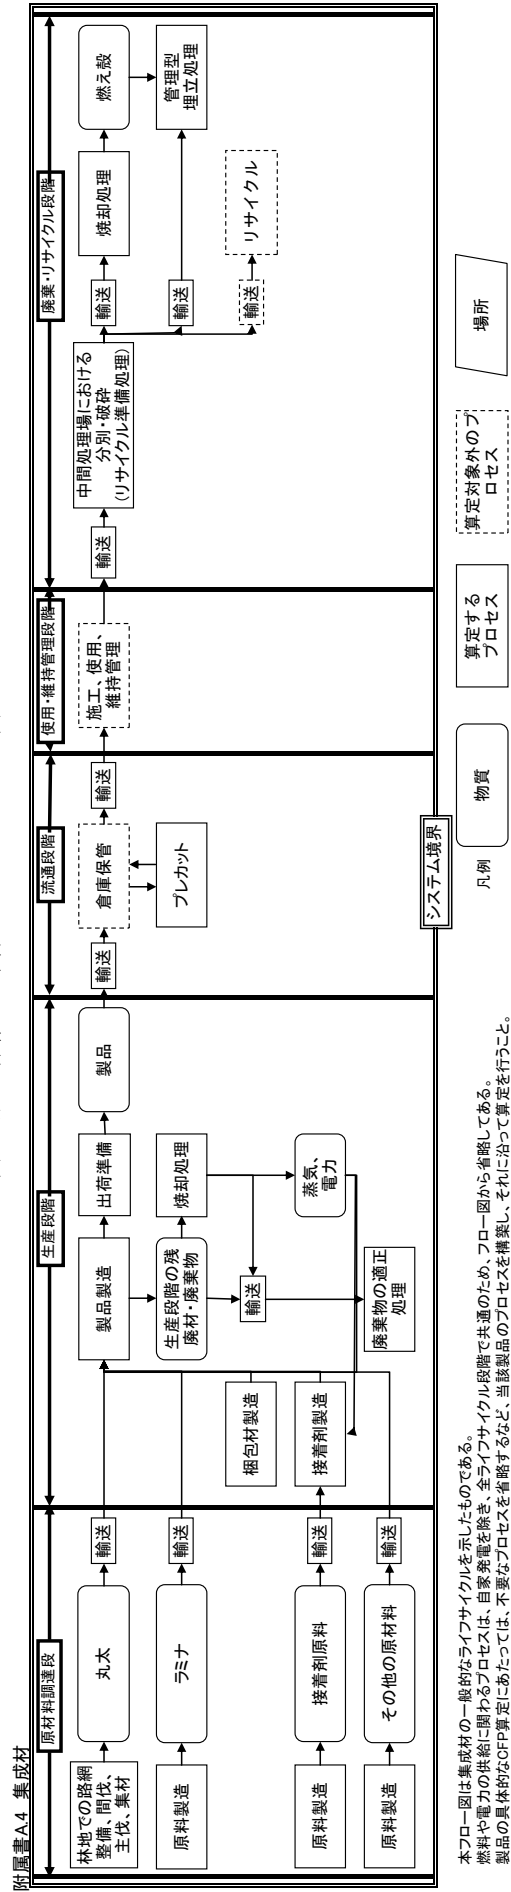 附属書A.4 集成材
原材料調達段
生産段階
流通段階
使用・維持管理段階
廃棄・リサイクル段階
林地での路網
整備、間伐、
主伐、集材
丸太
輸送
原料製造
ラミナ
輸送
原料製造
接着剤原料
輸送
原料製造
その他の原材料
輸送
梱包材製造
接着剤製造
製品製造
出荷準備
製品
生産段階の残
廃材・廃棄物
焼却処理
輸送
蒸気、
電力
廃棄物の適正
処理
輸送
倉庫保管
プレカット
輸送
施工、使用、
維持管理
輸送
中間処理場における
分別・破砕
(リサイクル準備処理)
輸送
焼却処理
燃え殻
輸送
管理型
埋立処理
輸送
リサイクル
システム境界
凡例
物質
算定する
プロセス
算定対象外のプ
ロセス
場所
本フロー図は集成材の一般的なライフサイクルを示したものである。
燃料や電力の供給に関わるプロセスは、自家発電を除き、全ライフサイクル段階で共通のため、フロー図から省略してある。
製品の具体的なCFP算定にあたっては、不要なプロセスを省略するなど、当該製品のプロセスを構築し、それに沿って算定を行うこと。